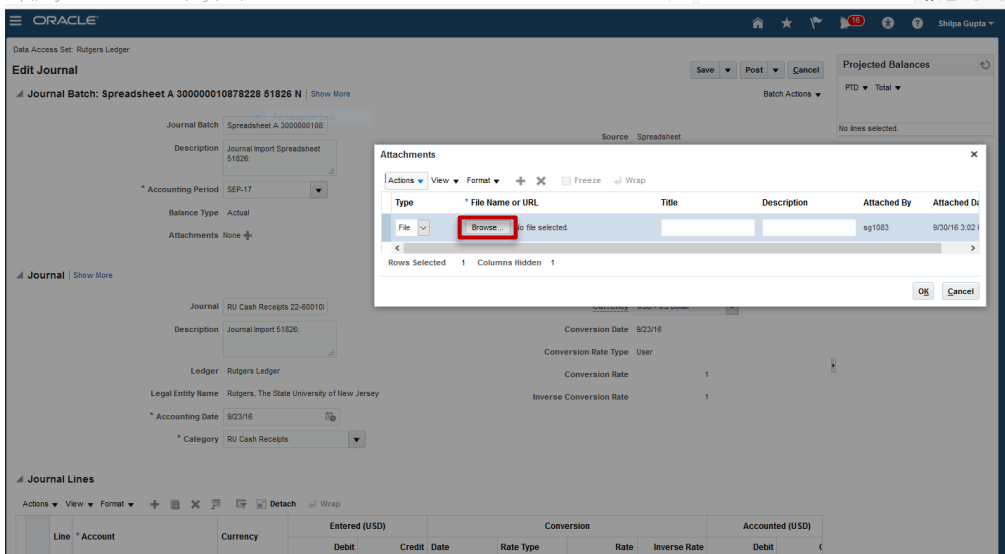 ORACLE
16
Shilpa Gupta
Data Access Set: Rutgers Ledger
Edit Journal
Save Post Cancel
Projected Balances
Journal Batch: Spreadsheet A 300000010878228 51826 N Show More
Batch Actions
PTD Total
No lines selected.
Journal Batch Spreadsheet A 3000000108
Source Spreadsheet
Description Journal Import Spreadsheet
51826:
* Accounting Period SEP-17
Balance Type Actual
Attachments None
Attachments
Actions View Format Freeze Wrap
Type * File Name or URL Title Description Attached By Attached Da
File Browse... No file selected. sg1083 9/30/16 3:02
Rows Selected 1 Columns Hidden 1
OK Cancel
Journal Show More
Journal RU Cash Receipts 22-60010
Currency USD - US Dollar
Description Journal Import 51826:
Conversion Date 9/23/16
Conversion Rate Type User
Ledger Rutgers Ledger
Conversion Rate 1
Legal Entity Name Rutgers, The State University of New Jersey
Inverse Conversion Rate 1
* Accounting Date 9/23/16
* Category RU Cash Receipts
Journal Lines
Actions View Format Detach Wrap
Entered (USD) Conversion Accounted (USD)
Line * Account Currency
Debit Credit Date Rate Type Rate Inverse Rate Debit